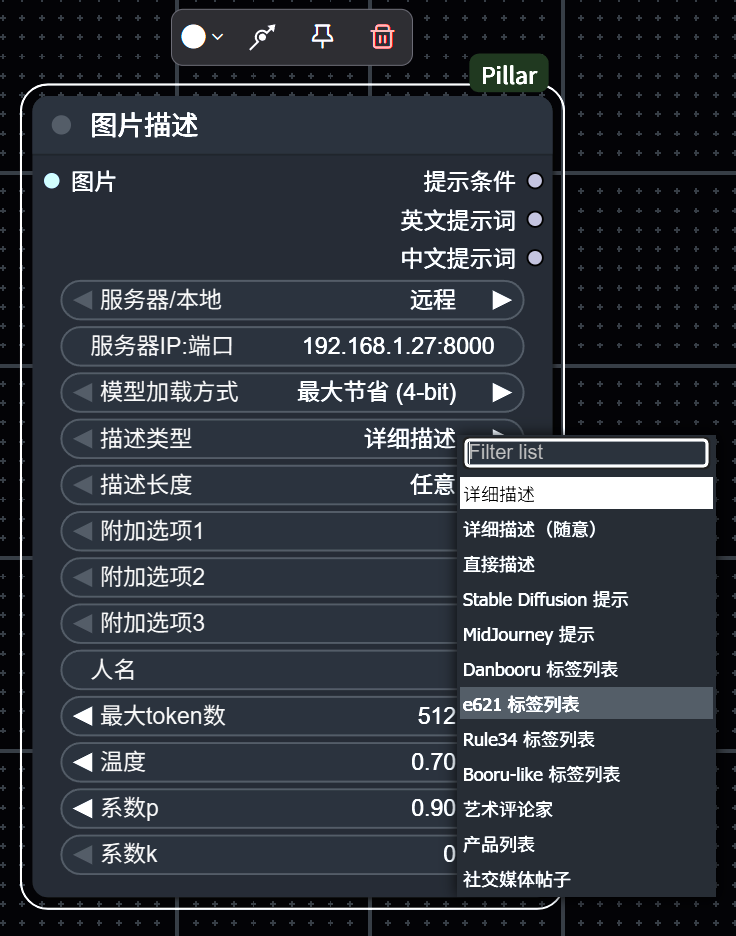 Pillar
图片描述
图片
提示条件
英文提示词
中文提示词
服务器/本地 远程
服务器IP:端口 192.168.1.27:8000
模型加载方式 最大节省 (4-bit)
描述类型 详细描述
Filter list
描述长度 任意
详细描述
详细描述（随意）
附加选项1
直接描述
附加选项2
Stable Diffusion 提示
附加选项3
MidJourney 提示
人名
Danbooru 标签列表
e621 标签列表
最大token数 512
Rule34 标签列表
温度 0.70
Booru-like 标签列表
系数p 0.90
艺术评论家
产品列表
系数k 0
社交媒体帖子